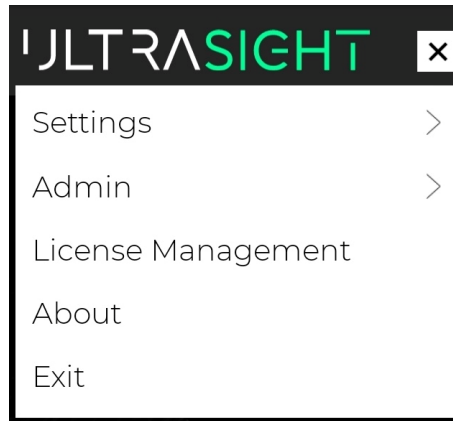 ULTRASIGHT
Settings
Admin
License Management
About
Exit